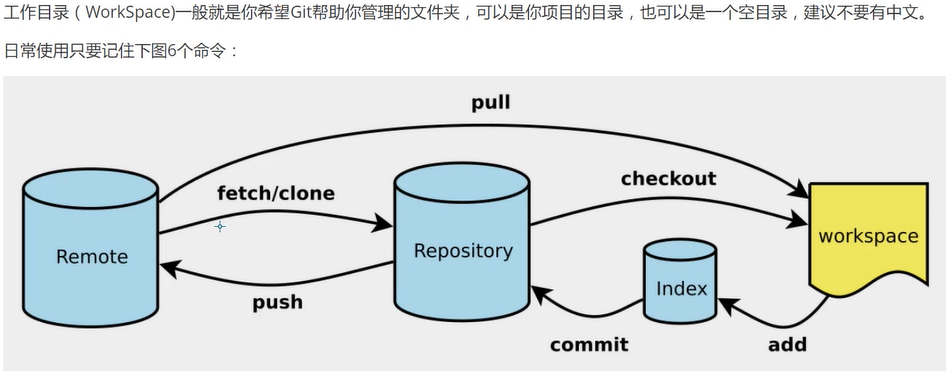 工作目录（WorkSpace)一般就是你希望Git帮助你管理的文件夹，可以是你项目的目录，也可以是一个空目录，建议不要有中文。
日常使用只要记住下图6个命令：
pull
fetch/clone
checkout
Remote
Repository
workspace
Index
push
commit
add